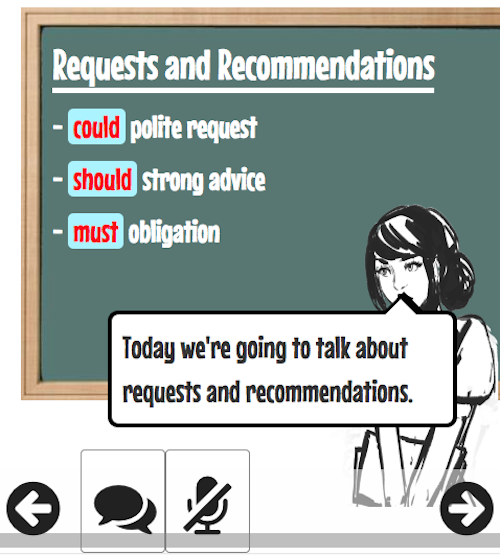 Requests and Recommendations
- could polite request
- should strong advice
- must obligation
Today we're going to talk about
requests and recommendations.